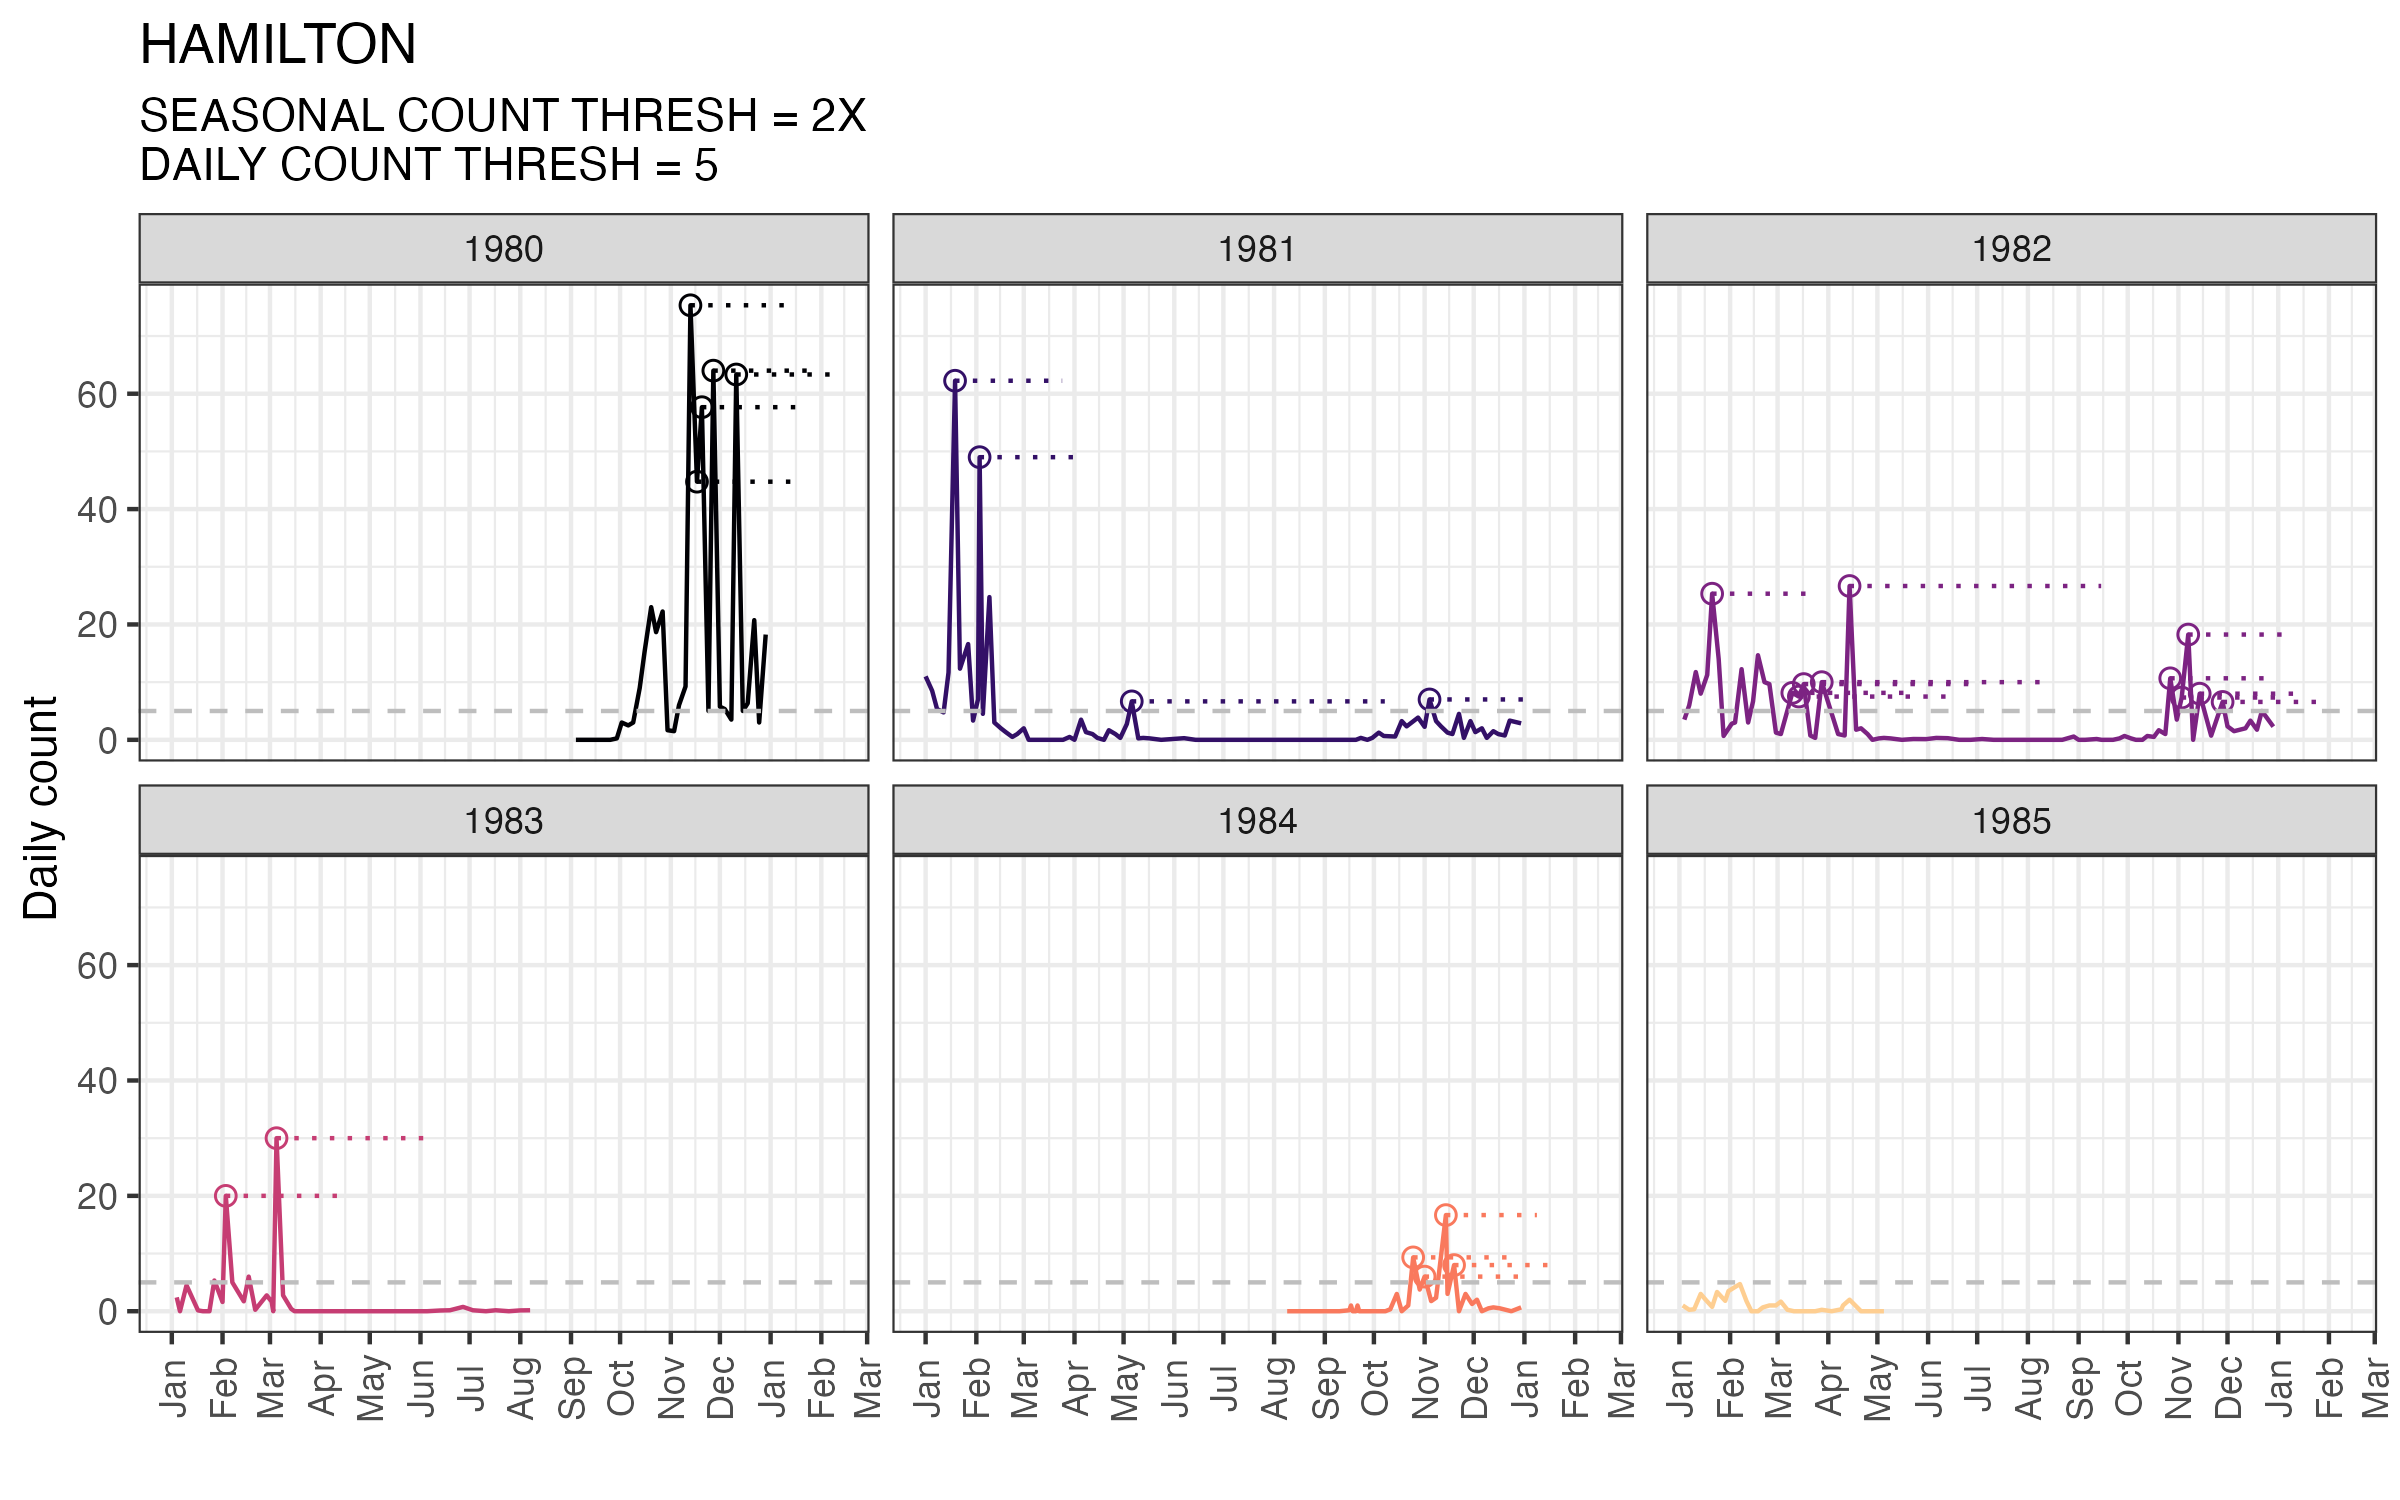 HAMILTON
SEASONAL COUNT THRESH = 2X
DAILY COUNT THRESH = 5
1980 1981 1982
60
40
20
0
1983 1984 1985
60
40
20
0
Daily count
Jan Feb Mar Apr May Jun Jul Aug Sep Oct Nov Dec Jan Feb Mar Jan Feb Mar Apr May Jun Jul Aug Sep Oct Nov Dec Jan Feb Mar Jan Feb Mar Apr May Jun Jul Aug Sep Oct Nov Dec Jan Feb Mar